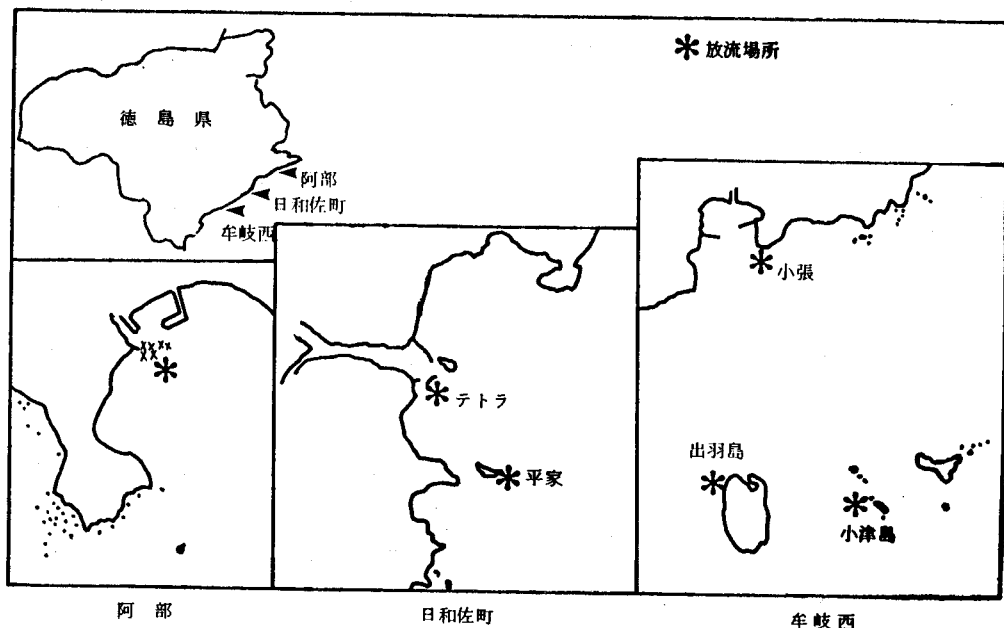 ＊ 放流場所
徳島県
阿部
日和佐町
牟岐西
小張
テトラ
平家
出羽島
小津島
阿部
日和佐町
牟岐西